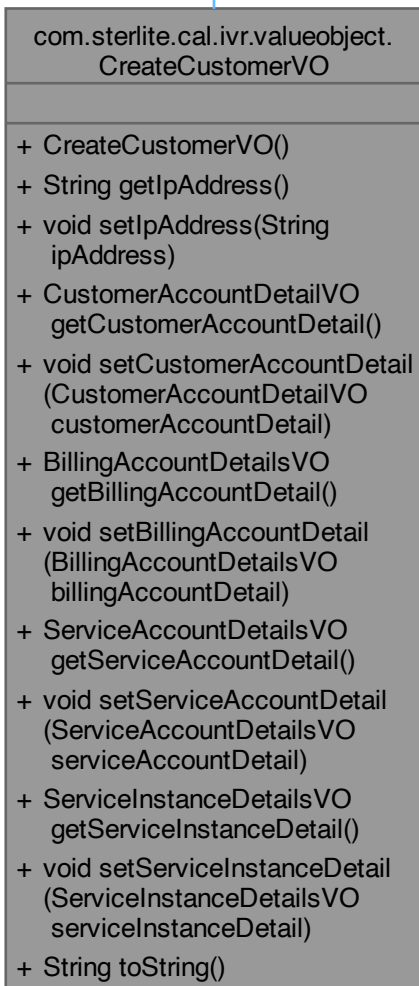 com.sterlite.cal.ivr.valueobject.
CreateCustomerVO
+ CreateCustomerVO()
+ String getIpAddress()
+ void setIpAddress(String
ipAddress)
+ CustomerAccountDetailVO
getCustomerAccountDetail()
+ void setCustomerAccountDetail
(CustomerAccountDetailVO
customerAccountDetail)
+ BillingAccountDetailsVO
getBillingAccountDetail()
+ void setBillingAccountDetail
(BillingAccountDetailsVO
billingAccountDetail)
+ ServiceAccountDetailsVO
getServiceAccountDetail()
+ void setServiceAccountDetail
(ServiceAccountDetailsVO
serviceAccountDetail)
+ ServiceInstanceDetailsVO
getServiceInstanceDetail()
+ void setServiceInstanceDetail
(ServiceInstanceDetailsVO
serviceInstanceDetail)
+ String toString()